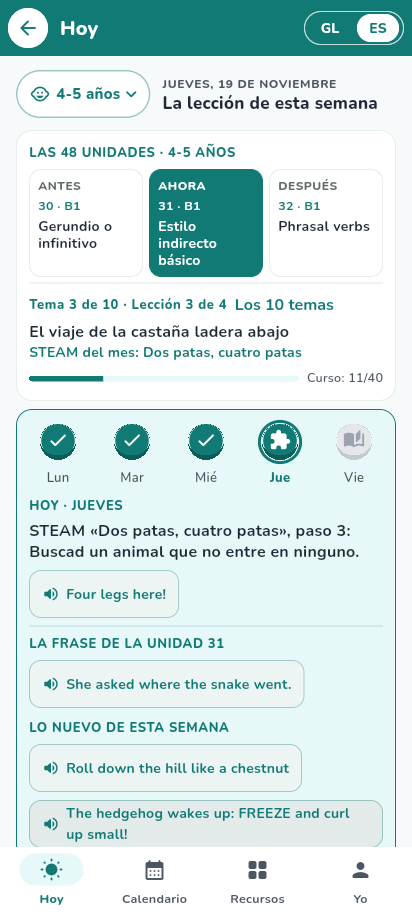 Hoy
GL
ES
4-5 años
JUEVES, 19 DE NOVIEMBRE
La lección de esta semana
LAS 48 UNIDADES · 4-5 AÑOS
ANTES
30 · B1
Gerundio o
infinitivo
AHORA
31 · B1
Estilo
indirecto
básico
DESPUÉS
32 · B1
Phrasal verbs
Tema 3 de 10 · Lección 3 de 4 Los 10 temas
El viaje de la castaña ladera abajo
STEAM del mes: Dos patas, cuatro patas
Curso: 11/40
Lun
Mar
Mié
Jue
Vie
HOY · JUEVES
STEAM «Dos patas, cuatro patas», paso 3:
Buscad un animal que no entre en ninguno.
Four legs here!
LA FRASE DE LA UNIDAD 31
She asked where the snake went.
LO NUEVO DE ESTA SEMANA
Roll down the hill like a chestnut
The hedgehog wakes up: FREEZE and curl
up small!
Hoy
Calendario
Recursos
Yo